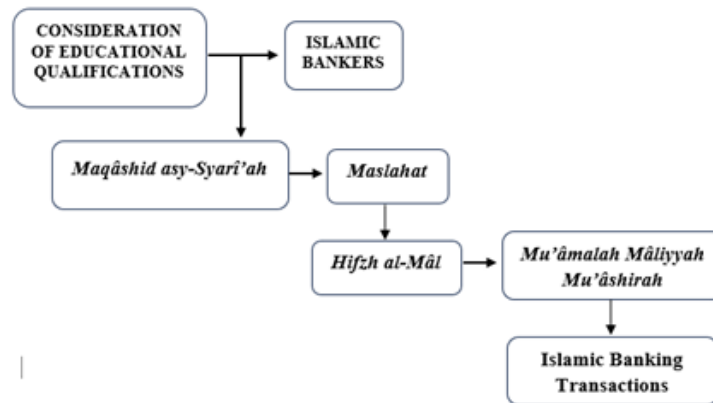 CONSIDERATION
OF EDUCATIONAL
QUALIFICATIONS
ISLAMIC
BANKERS
Maqâshid asy-Syarî’ah
Maslahat
Hifzh al-Mâl
Mu’âmalah Mâliyyah
Mu’âshirah
Islamic Banking
Transactions